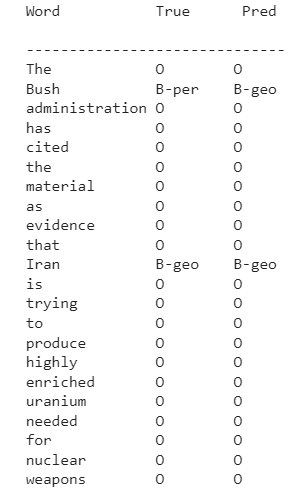 Word True Pred
-----------------------------
The O O
Bush B-per B-geo
administration O O
has O O
cited O O
the O O
material O O
as O O
evidence O O
that O O
Iran B-geo B-geo
is O O
trying O O
to O O
produce O O
highly O O
enriched O O
uranium O O
needed O O
for O O
nuclear O O
weapons O O